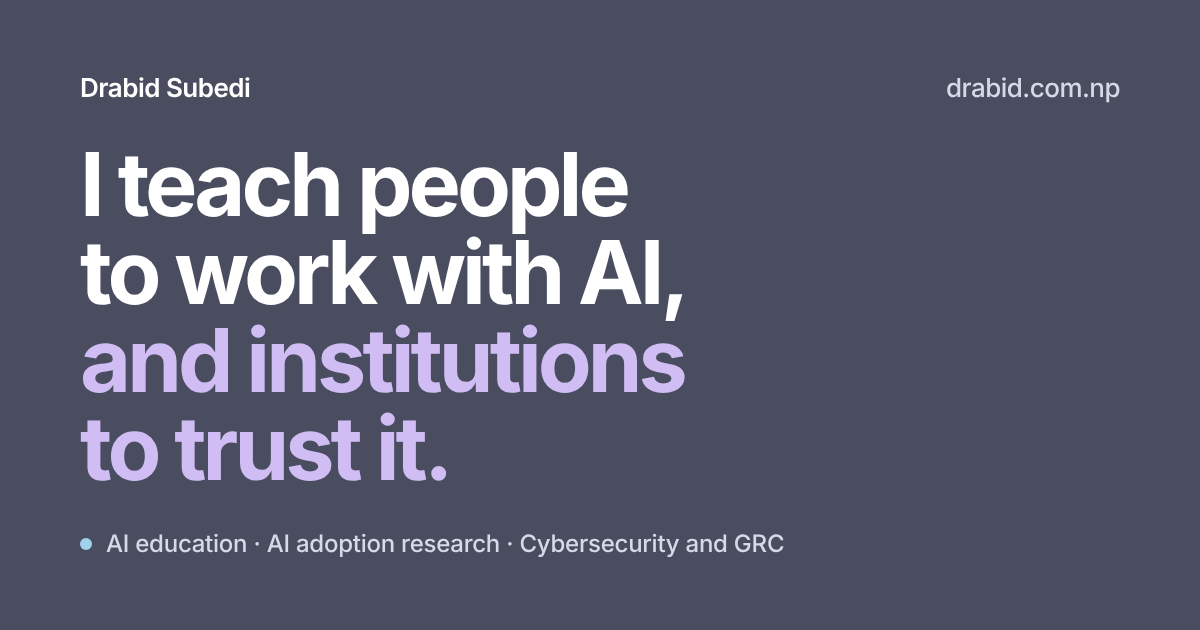 Drabid Subedi
drabid.com.np
I teach people
to work with AI,
and institutions
to trust it.
AI education · AI adoption research · Cybersecurity and GRC